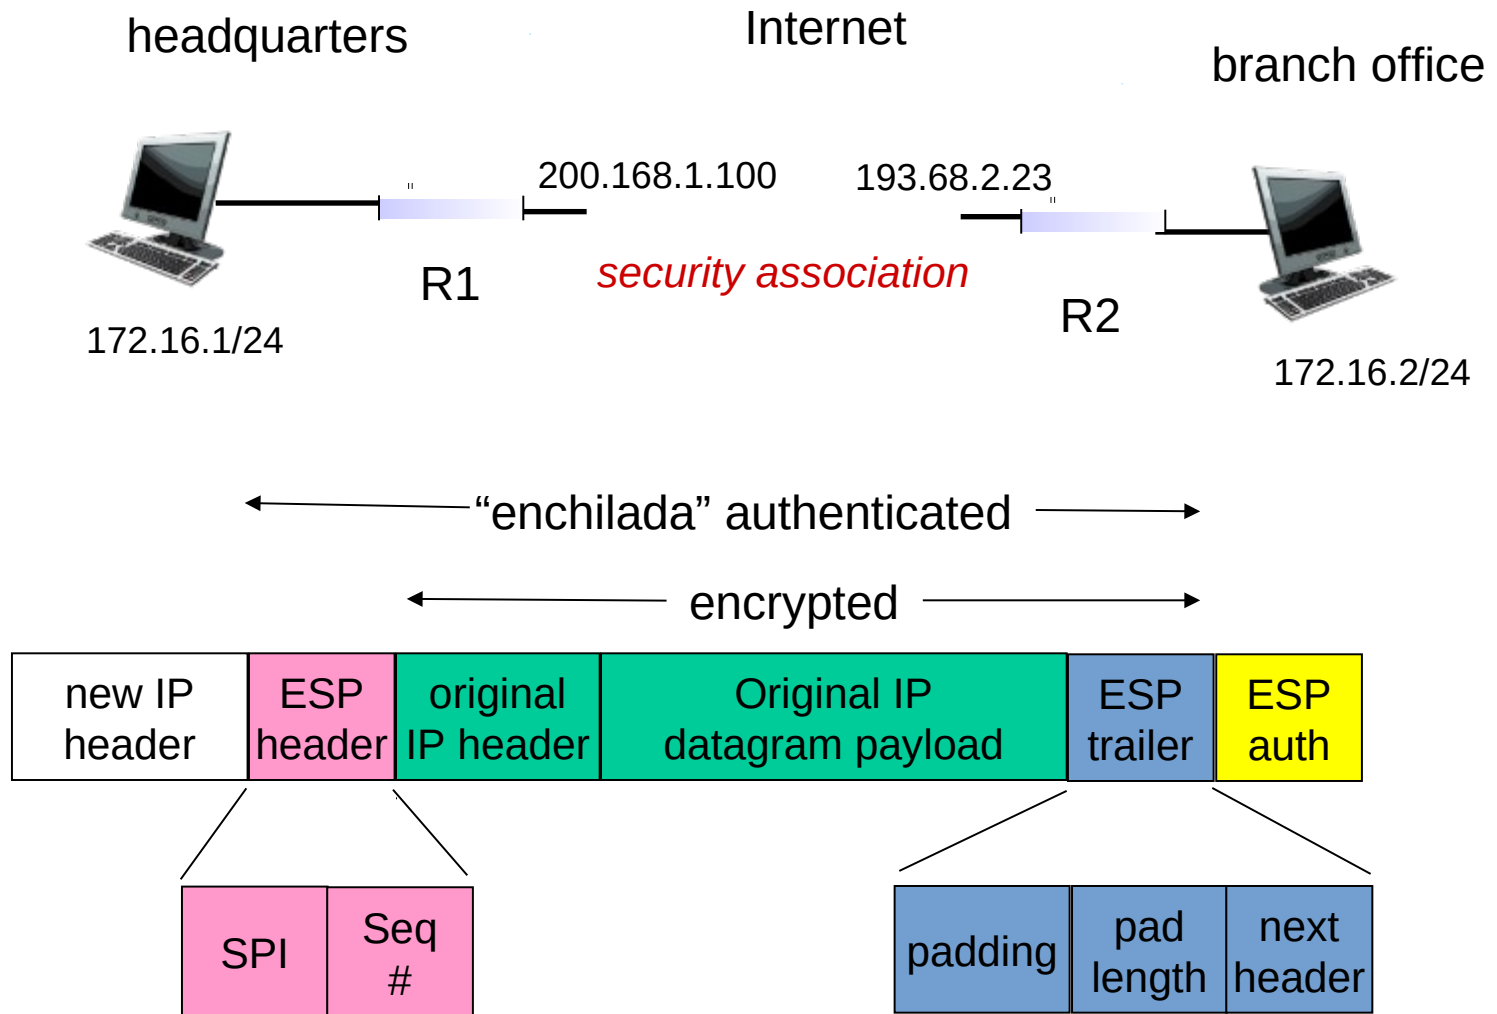 headquarters
Internet
branch office
200.168.1.100
193.68.2.23
"
"
security association
R1
R2
172.16.1/24
172.16.2/24
“enchilada” authenticated
encrypted
new IP
header
ESP
header
original
IP header
Original IP
datagram payload
ESP
trailer
ESP
auth
SPI
Seq
#
padding
pad
length
next
header